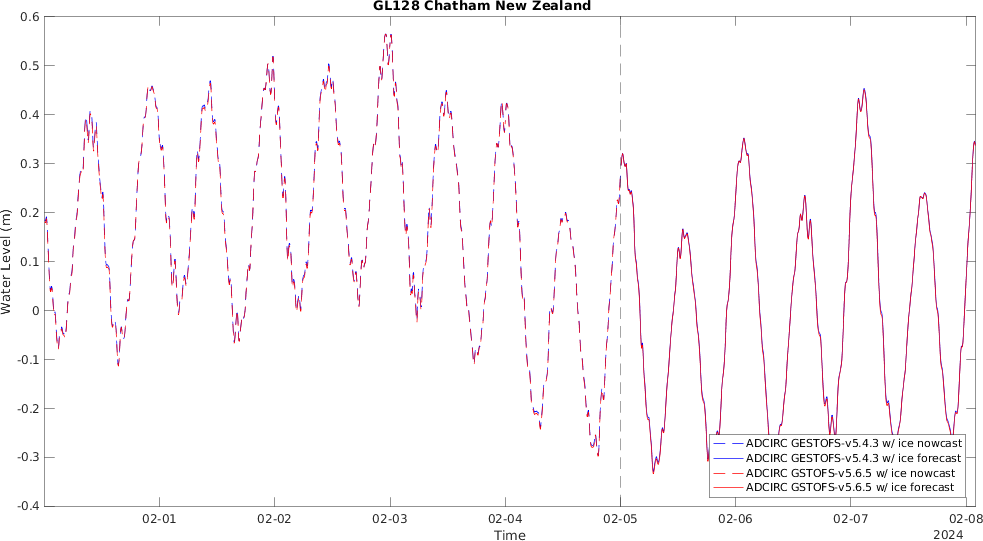 GL128 Chatham New Zealand
0.6
0.5
0.4
0.3
0.2
0.1
0
-0.1
-0.2
-0.3
-0.4
Water Level (m)
ADCIRC GESTOFS-v5.4.3 w/ ice nowcast
ADCIRC GESTOFS-v5.4.3 w/ ice forecast
ADCIRC GSTOFS-v5.6.5 w/ ice nowcast
ADCIRC GSTOFS-v5.6.5 w/ ice forecast
02-01 02-02 02-03 02-04 02-05 02-06 02-07 02-08
Time 2024